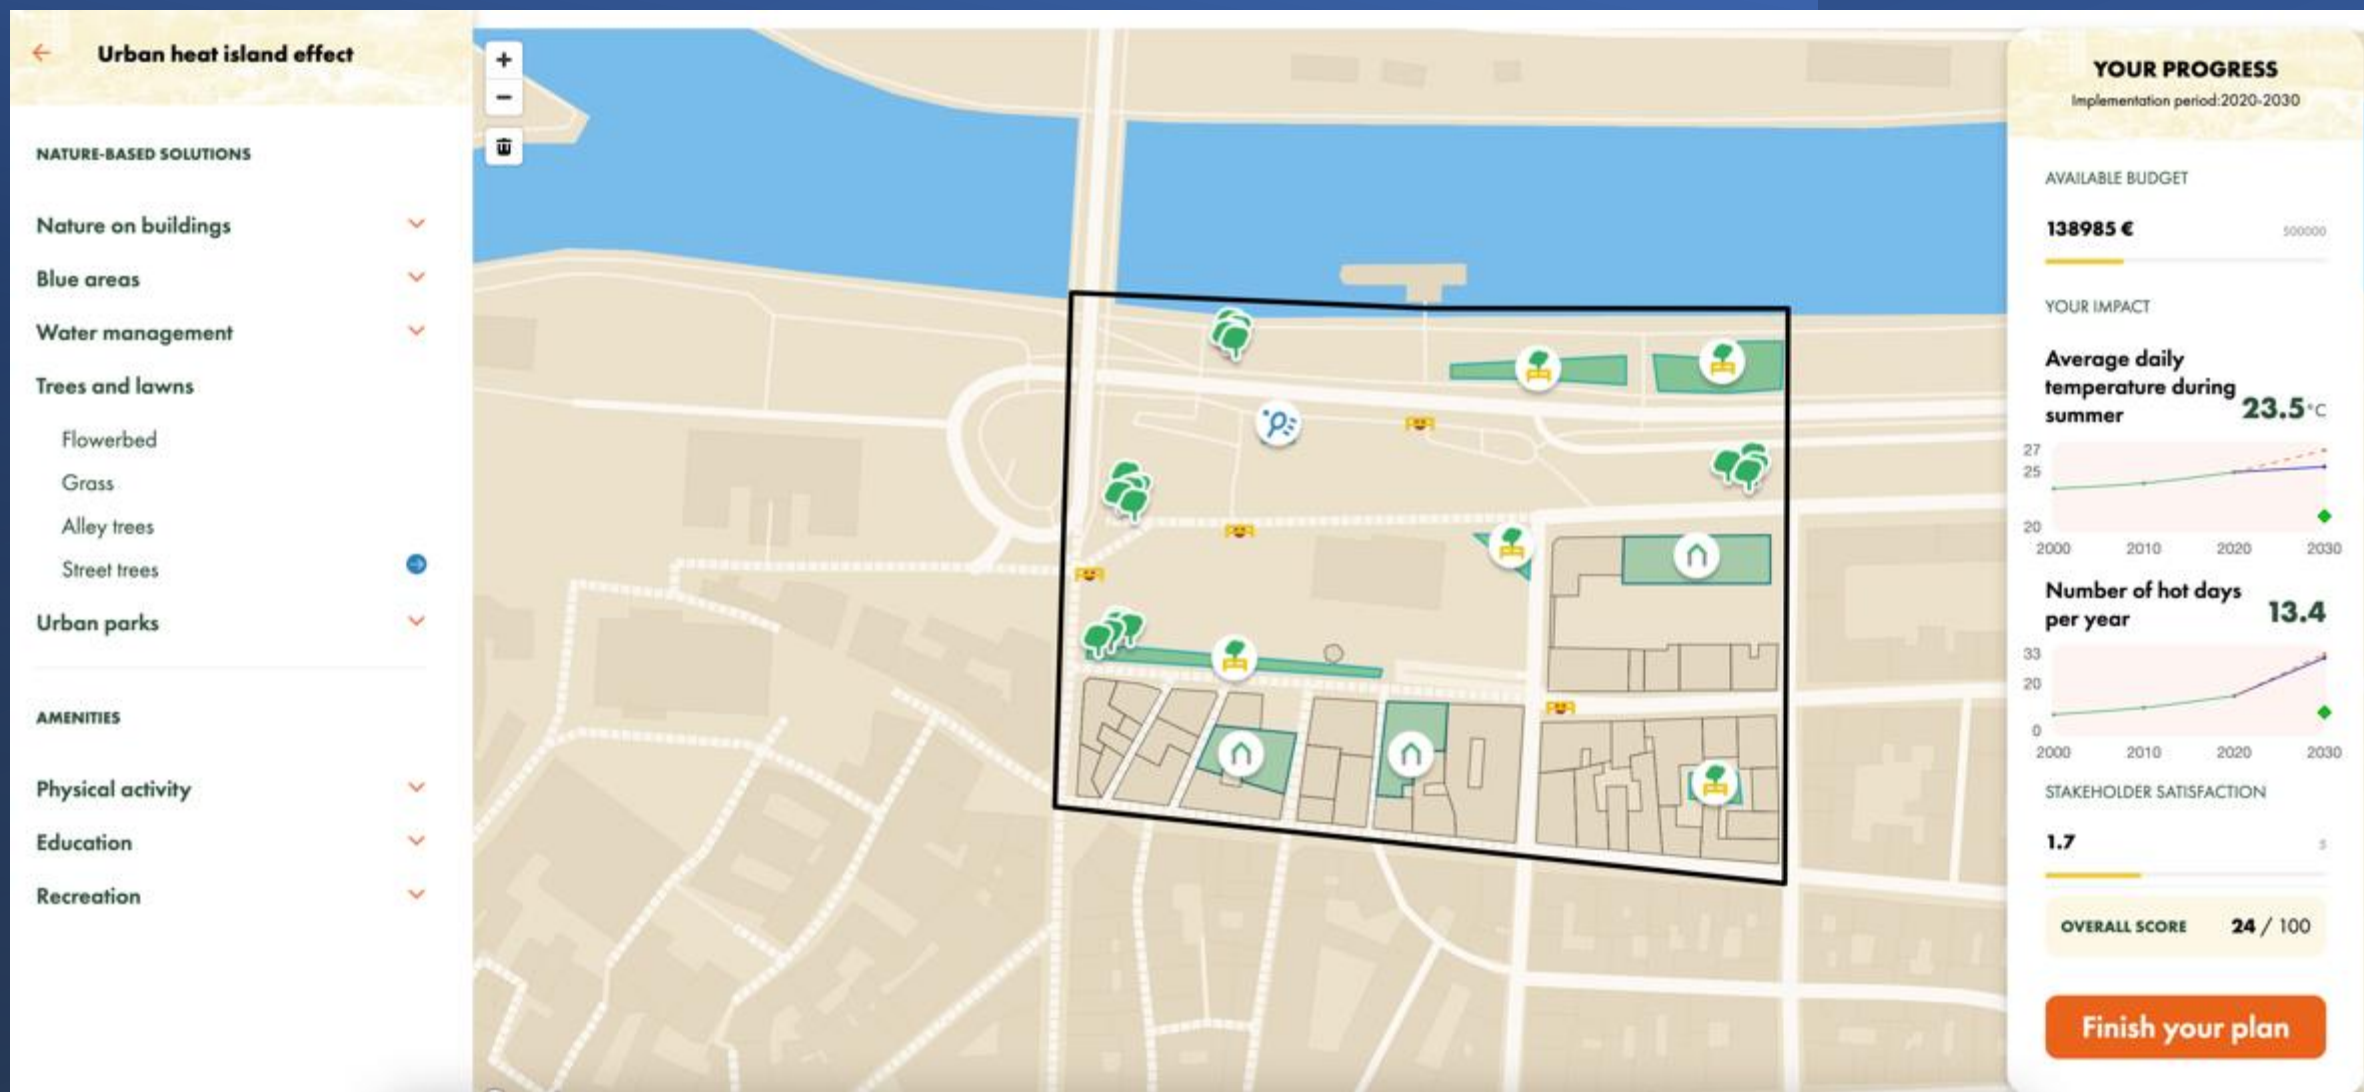 Urban heat island effect
NATURE-BASED SOLUTIONS
Nature on buildings
Blue areas
Water management
Trees and lawns
Flowerbed
Grass
Alley trees
Street trees
Urban parks
AMENITIES
Physical activity
Education
Recreation
+
−
YOUR PROGRESS
Implementation period:2020-2030
AVAILABLE BUDGET
138985 € 500000
YOUR IMPACT
Average daily
temperature during
summer 23.5 °C
27
25
20
2000 2010 2020 2030
Number of hot days
per year 13.4
33
20
0
2000 2010 2020 2030
STAKEHOLDER SATISFACTION
1.7 5
OVERALL SCORE 24 / 100
Finish your plan